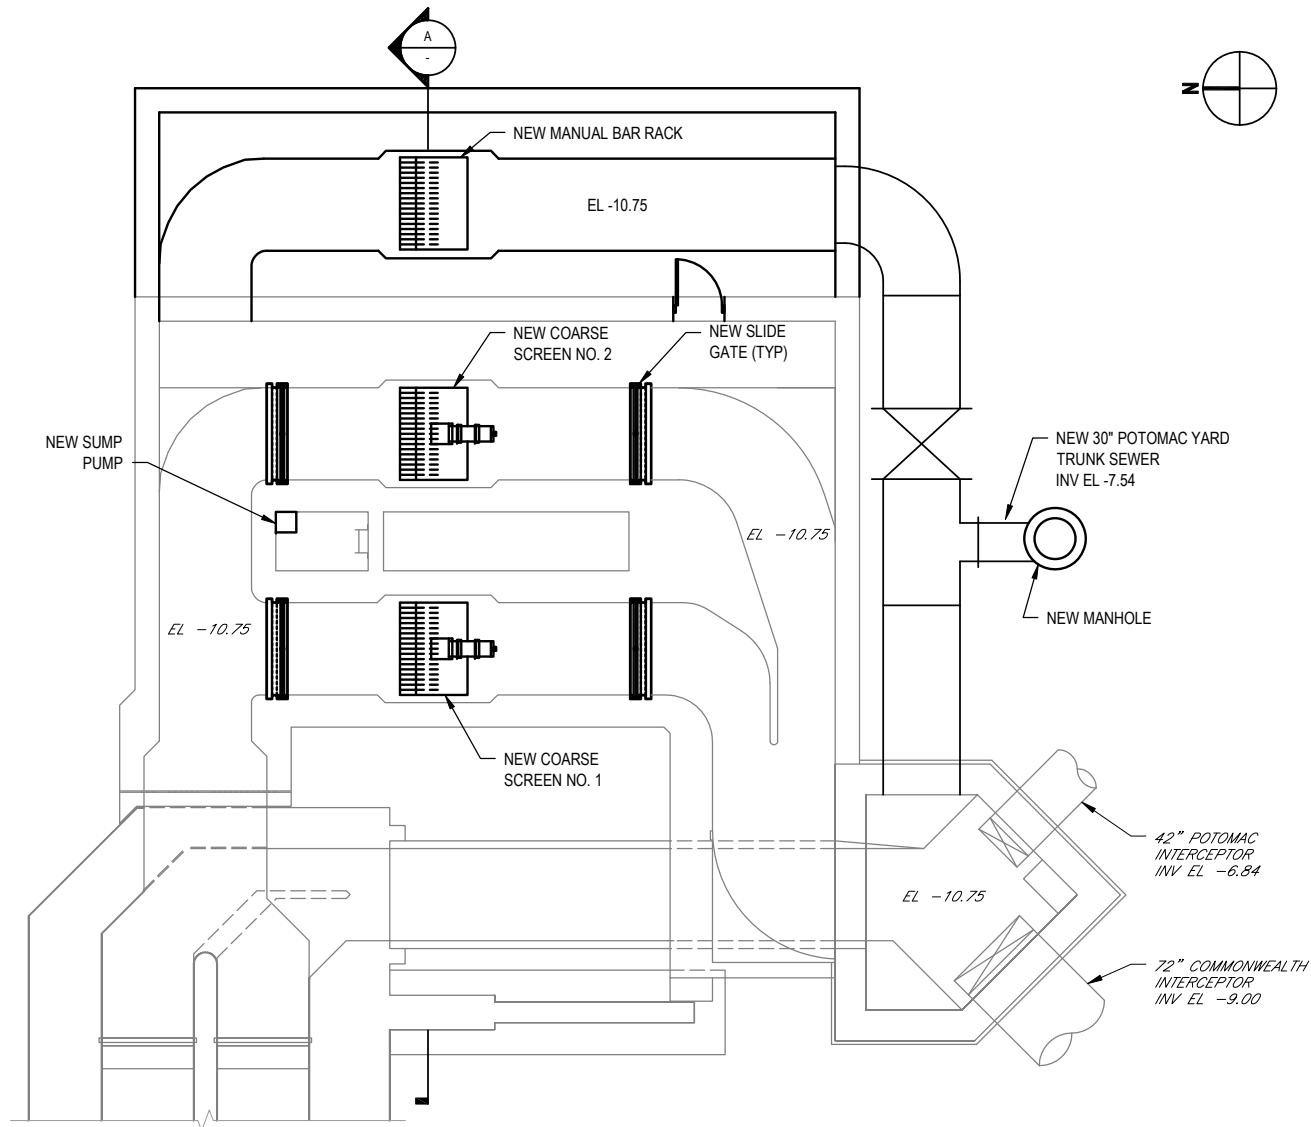 A
-
N
NEW MANUAL BAR RACK
EL -10.75
NEW COARSE
SCREEN NO. 2
NEW SLIDE
GATE (TYP)
NEW SUMP
PUMP
NEW 30" POTOMAC YARD
TRUNK SEWER
INV EL -7.54
EL -10.75
NEW MANHOLE
EL -10.75
NEW COARSE
SCREEN NO. 1
42" POTOMAC
INTERCEPTOR
INV EL -6.84
EL -10.75
72" COMMONWEALTH
INTERCEPTOR
INV EL -9.00